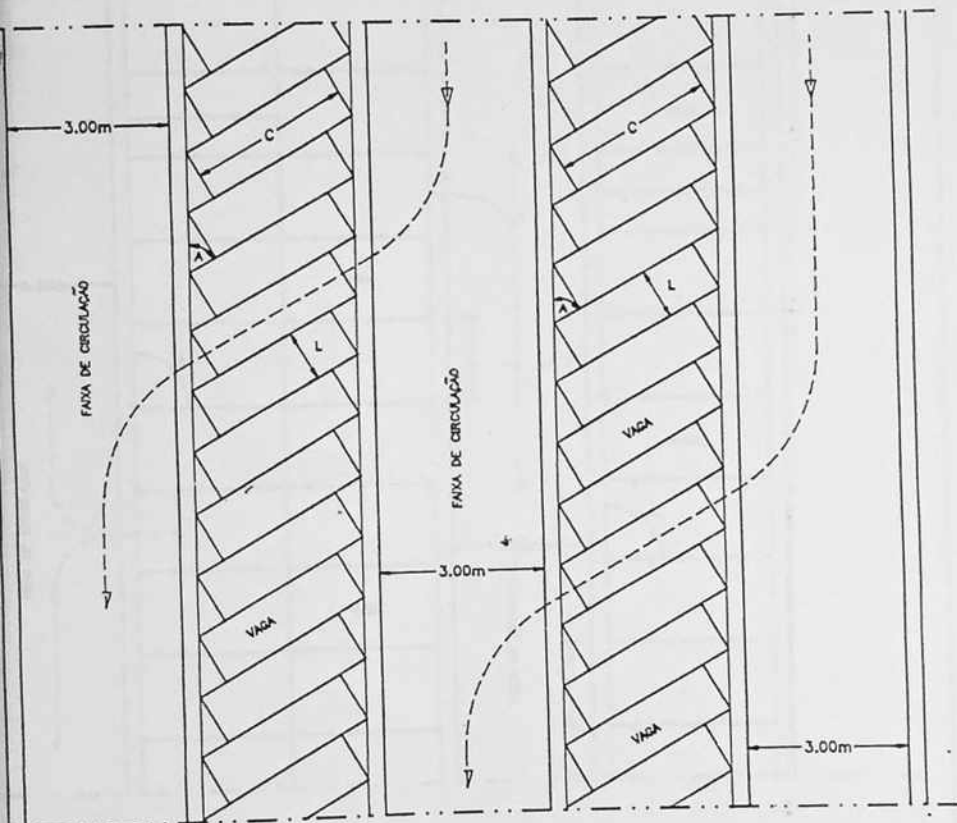 3.00m
C
C
A
L
A
L
FAIXA DE CIRCULAÇÃO
FAIXA DE CIRCULAÇÃO
VAGA
3.00m
VAGA
VAGA
3.00m